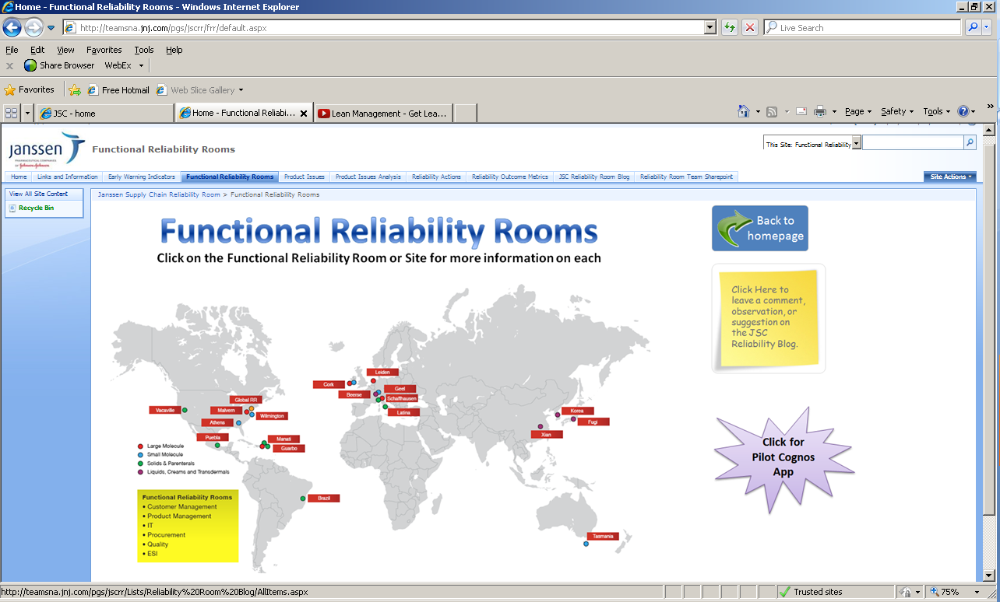 Home - Functional Reliability Rooms - Windows Internet Explorer
http://teamsna.jnj.com/pgs/jscrr/frr/default.aspx
Live Search
File Edit View Favorites Tools Help
x Share Browser WebEx
Favorites Free Hotmail Web Slice Gallery
JSC - home
Home - Functional Reliabi...
Lean Management - Get Lea...
Page Safety Tools
janssen
PHARMACEUTICAL COMPANIES
OF Johnson & Johnson
Functional Reliability Rooms
This Site: Functional Reliability
Home Links and Information Early Warning Indicators Functional Reliability Rooms Product Issues Product Issues Analysis Reliability Actions Reliability Outcome Metrics JSC Reliability Room Blog Reliability Room Team Sharepoint Site Actions
View All Site Content
Recycle Bin
Janssen Supply Chain Reliability Room > Functional Reliability Rooms
Functional Reliability Rooms
Click on the Functional Reliability Room or Site for more information on each
Back to
homepage
Click Here to
leave a comment,
observation, or
suggestion on
the JSC
Reliability Blog.
Click for
Pilot Cognos
App
Leiden
Cork
Geel
Beerse
Schaffhausen
Latina
Global RR
Vacaville
Malvern
Wilmington
Athens
Puebla
Manati
Guarbo
Korea
Fugi
Xian
Brazil
Tasmania
Large Molecule
Small Molecule
Solids & Parenterals
Liquids, Creams and Transdermals
Functional Reliability Rooms
• Customer Management
• Product Management
• IT
• Procurement
• Quality
• ESI
http://teamsna.jnj.com/pgs/jscrr/Lists/Reliability%20Room%20Blog/AllItems.aspx
Trusted sites
75%